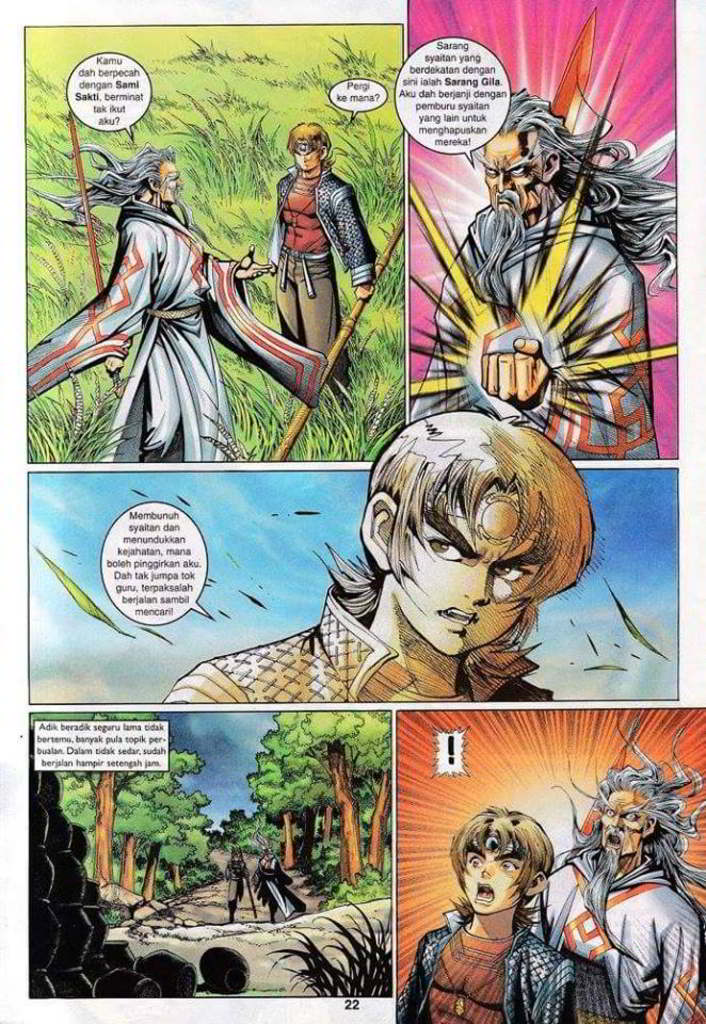 Kamu
dah berpecah
dengan Sami
Sakti, berminat
tak ikut
aku?
Pergi
ke mana?
Sarang
syaitan yang
berdekatan dengan
sini ialah Sarang Gila.
Aku dah berjanji dengan
pemburu syaitan
yang lain untuk
menghapuskan
mereka!
Membunuh
syaitan dan
menundukkan
kejahatan, mana
boleh pinggirkan aku.
Dah tak jumpa tok
guru, terpaksalah
berjalan sambil
mencari!
Adik beradik seguru lama tidak
bertemu, banyak pula topik per-
bualan. Dalam tidak sedar, sudah
berjalan hampir setengah jam.
!
22